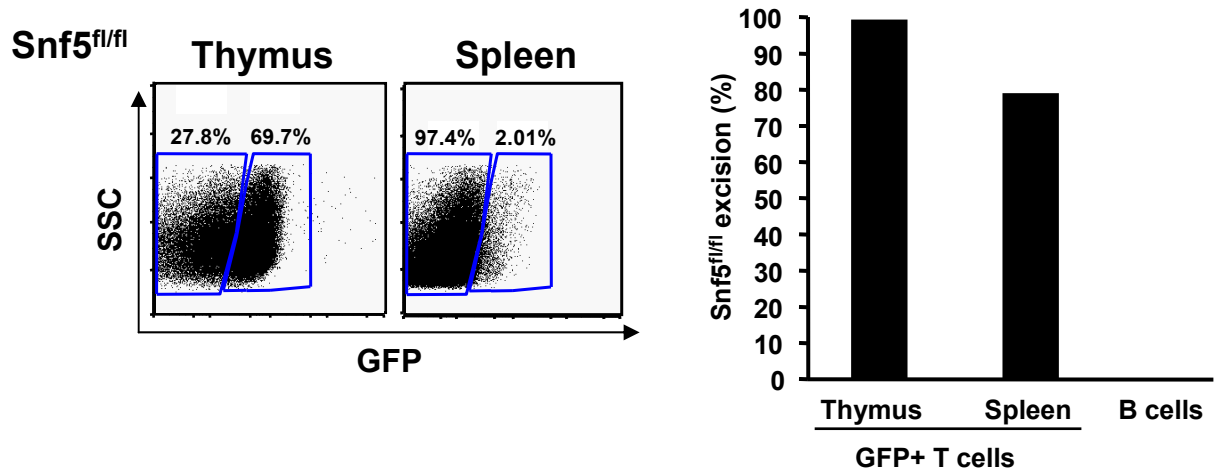 Snf5fl/fl
Thymus
Spleen
27.8% 69.7%
97.4% 2.01%
SSC
GFP
Snf5fl/fl excision (%)
100
90
80
70
60
50
40
30
20
10
0
Thymus
Spleen
B cells
GFP+ T cells